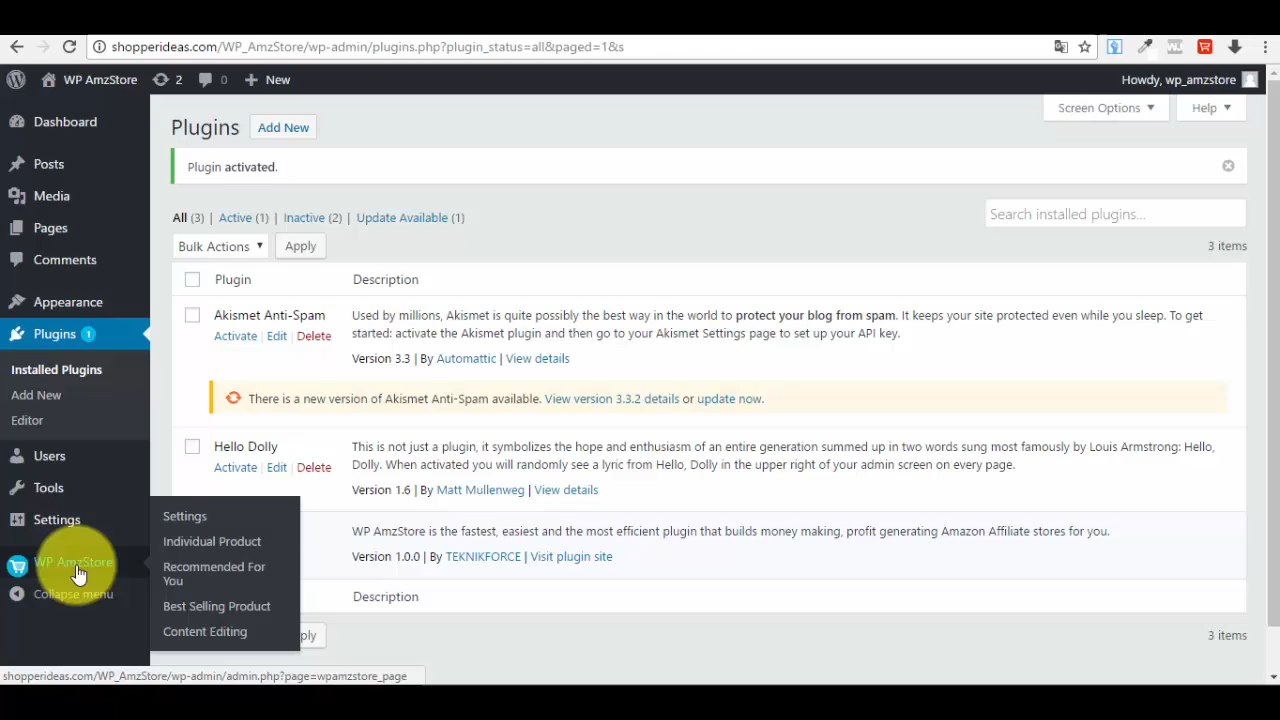 shopperideas.com/WP_AmzStore/wp-admin/plugins.php?plugin_status=all&paged=1&s
WP AmzStore 2 0 New Howdy, wp_amzstore
Screen Options ▼ Help ▼
Dashboard
Posts
Media
Pages
Comments
Appearance
Plugins 1
Installed Plugins
Add New
Editor
Users
Tools
Settings
WP AmzStore
Collapse menu
Settings
Individual Product
Recommended For
You
Best Selling Product
Content Editing
Plugins Add New
Plugin activated.
All (3) | Active (1) | Inactive (2) | Update Available (1)
Search installed plugins...
Bulk Actions ▼ Apply
3 items
Plugin Description
Akismet Anti-Spam
Activate | Edit | Delete
Used by millions, Akismet is quite possibly the best way in the world to protect your blog from spam. It keeps your site protected even while you sleep. To get
started: activate the Akismet plugin and then go to your Akismet Settings page to set up your API key.
Version 3.3 | By Automattic | View details
There is a new version of Akismet Anti-Spam available. View version 3.3.2 details or update now.
Hello Dolly
Activate | Edit | Delete
This is not just a plugin, it symbolizes the hope and enthusiasm of an entire generation summed up in two words sung most famously by Louis Armstrong: Hello,
Dolly. When activated you will randomly see a lyric from Hello, Dolly in the upper right of your admin screen on every page.
Version 1.6 | By Matt Mullenweg | View details
WP AmzStore is the fastest, easiest and the most efficient plugin that builds money making, profit generating Amazon Affiliate stores for you.
Version 1.0.0 | By TEKNIKFORCE | Visit plugin site
Description
ply
3 items
shopperideas.com/WP_AmzStore/wp-admin/admin.php?page=wpamzstore_page